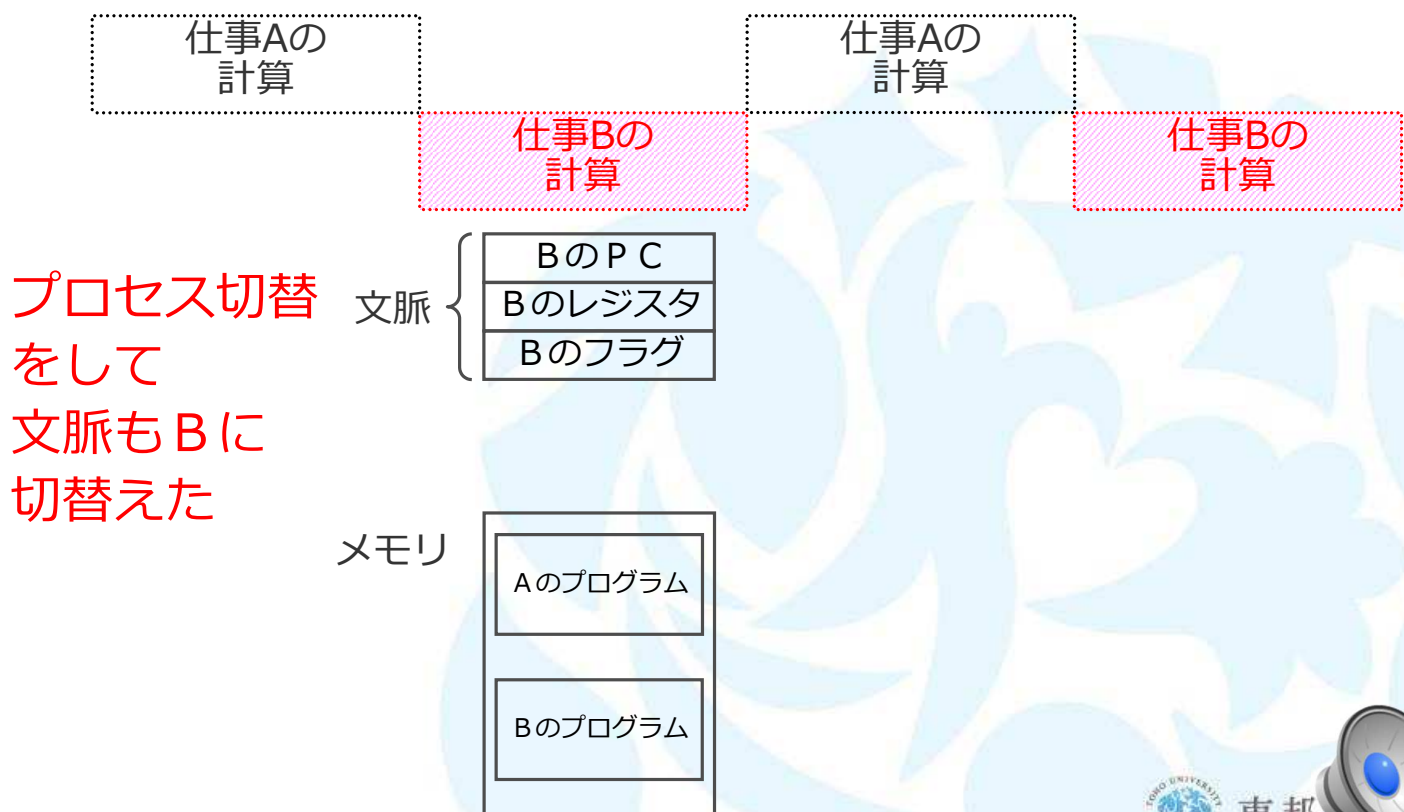 仕事Aの
計算
仕事Aの
計算
仕事Bの
計算
仕事Bの
計算
プロセス切替
をして
文脈もBに
切替えた
文脈
BのPC
Bのレジスタ
Bのフラグ
メモリ
Aのプログラム
Bのプログラム
TOHO UNIVERSITY
東邦